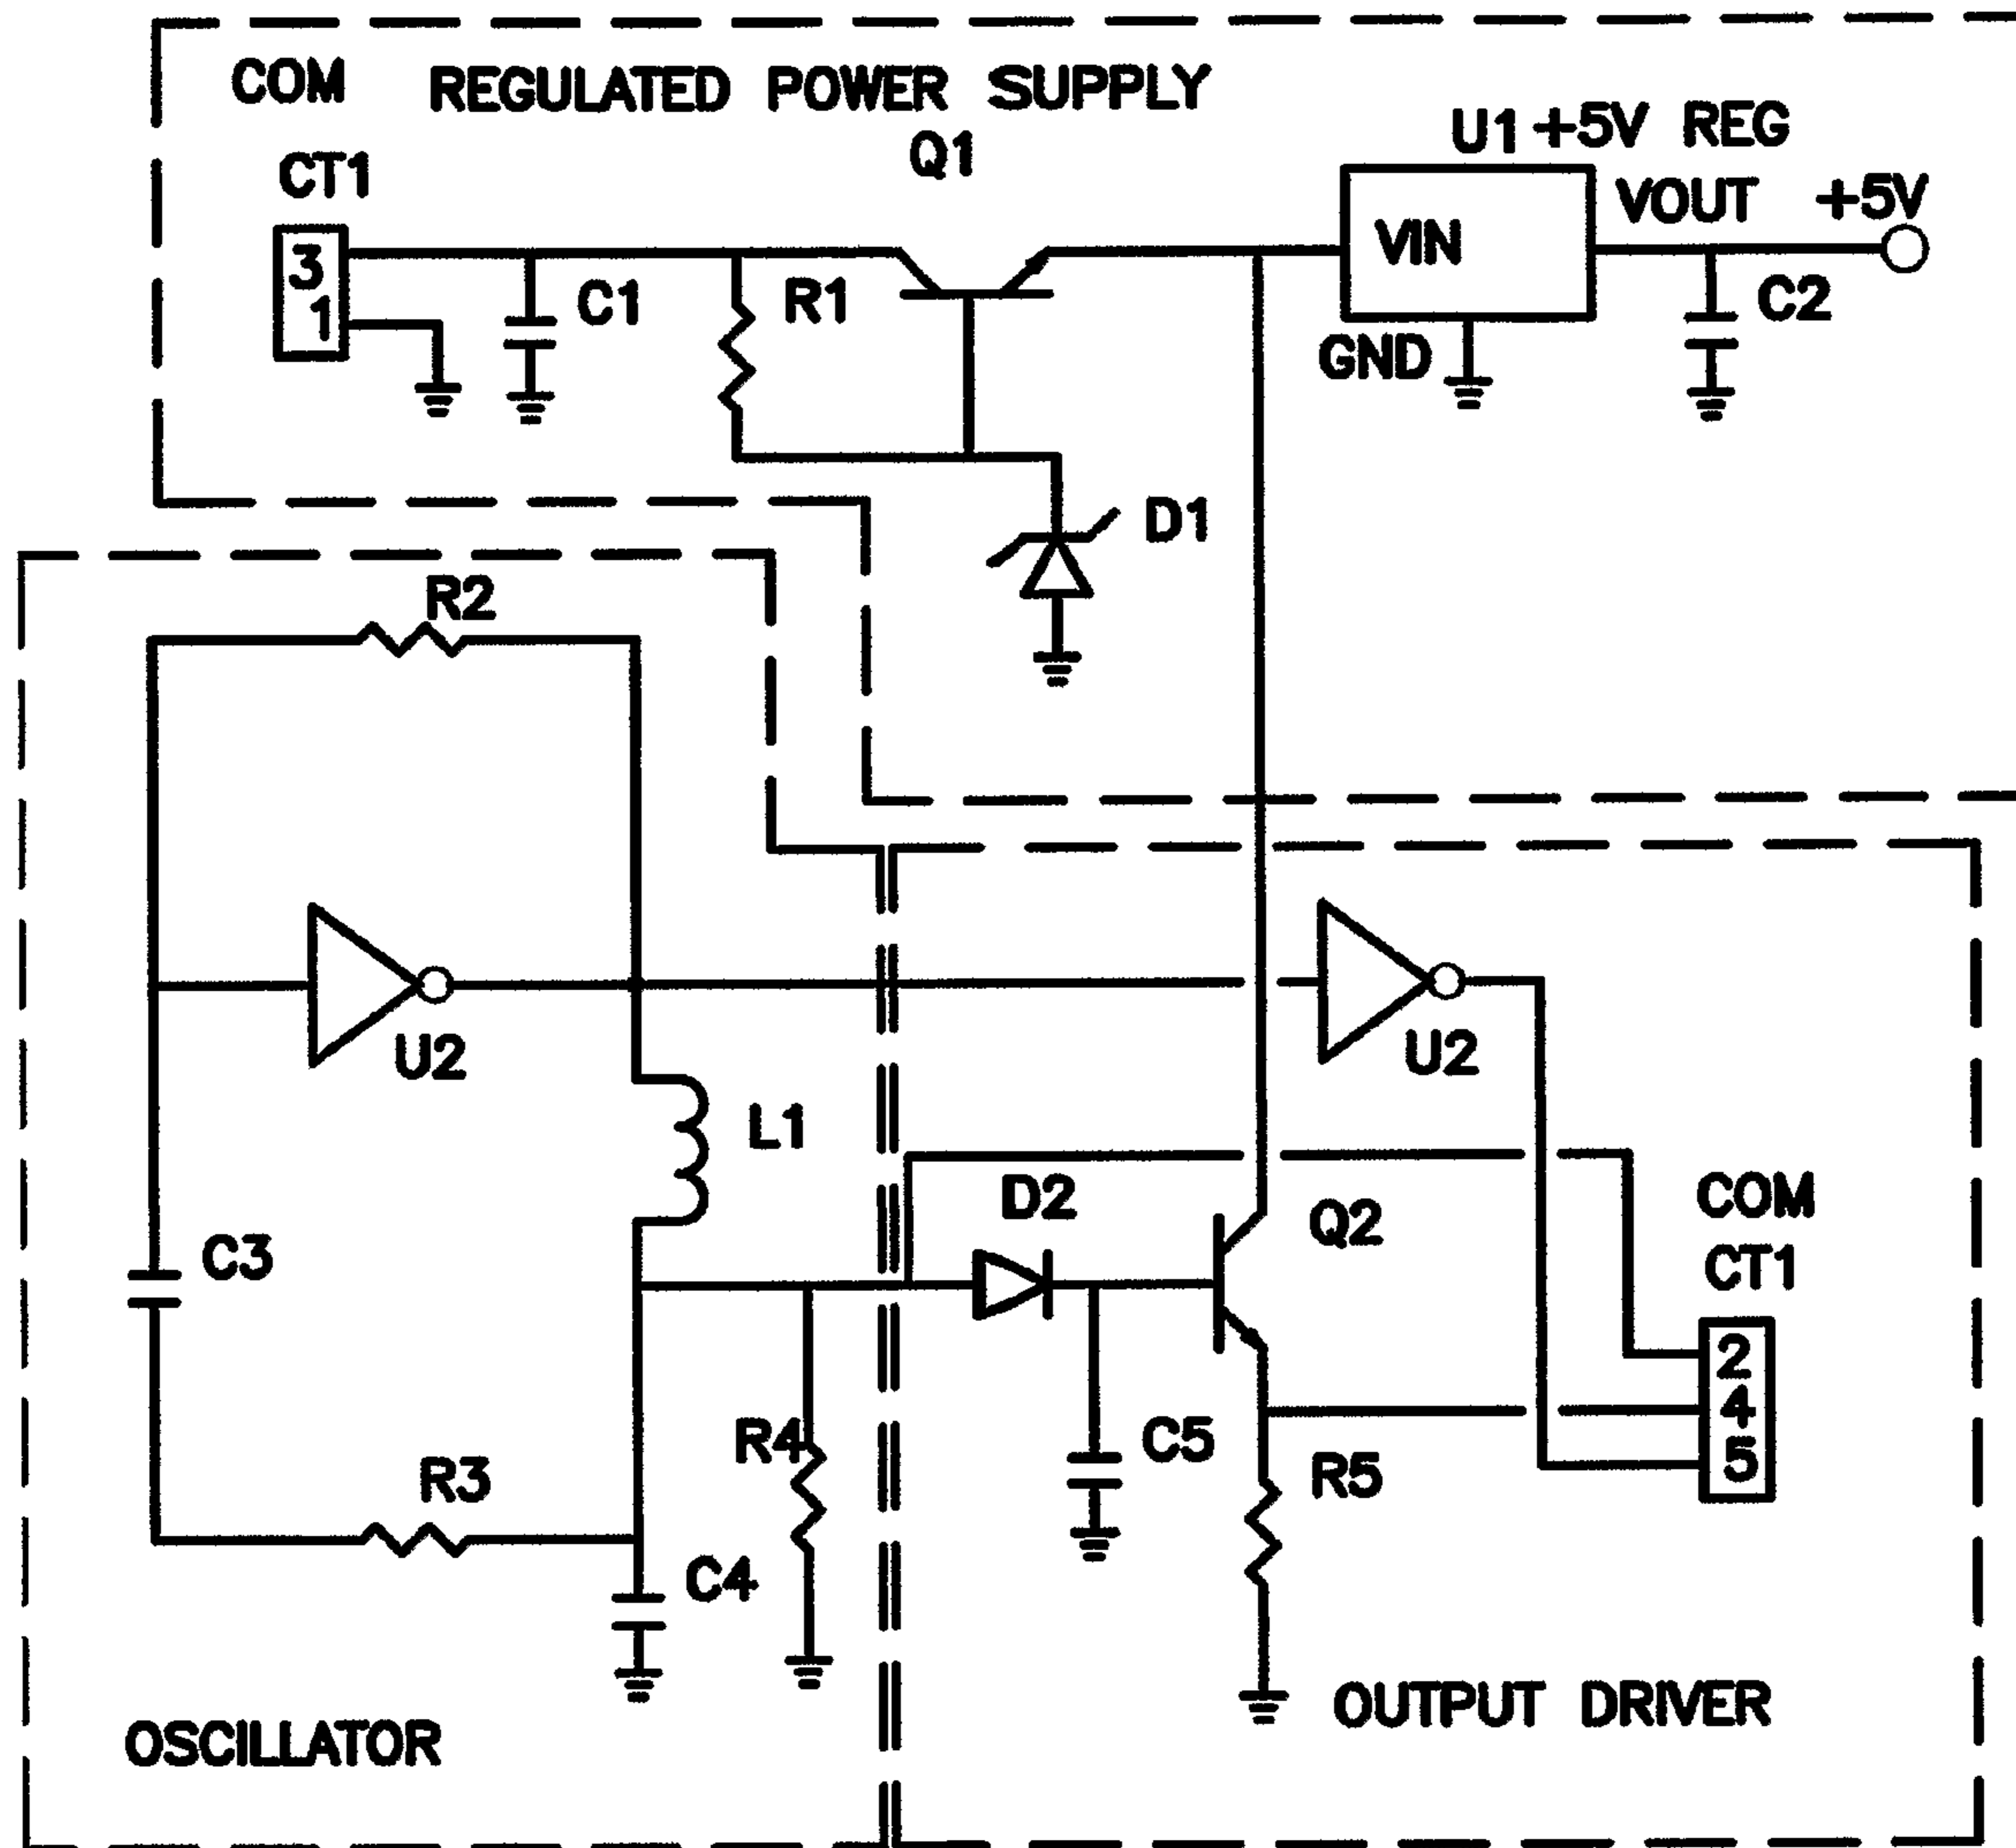 COM REGULATED POWER SUPPLY
CT1
Q1
U1 +5V REG
VOUT +5V
3
1
C1
R1
VIN
GND
C2
D1
R2
U2
U2
L1
D2
Q2
COM
CT1
C3
2
4
5
R4
C5
R5
R3
C4
OSCILLATOR
OUTPUT DRIVER